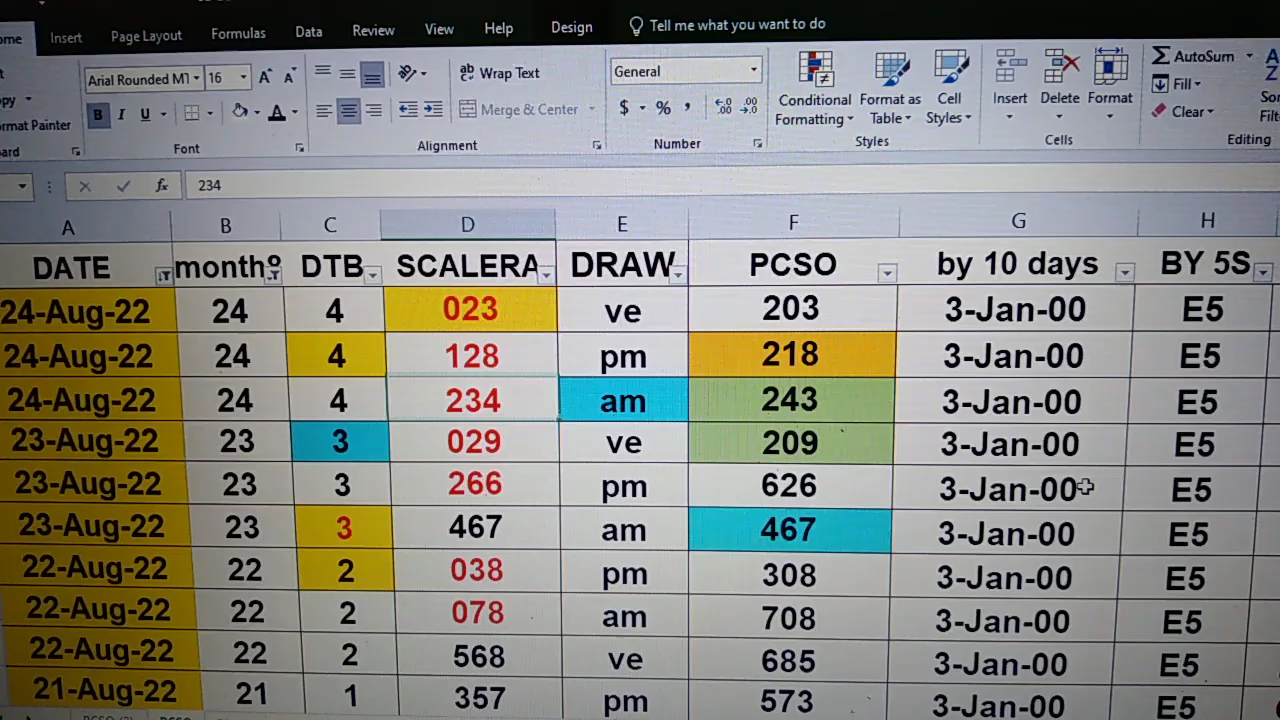 ome Insert Page Layout Formulas Data Review View Help Design Tell me what you want to do
Arial Rounded MT 16 A A Wrap Text General AutoSum
B I U Merge & Center $ % , Conditional Formatting Format as Table Cell Styles Insert Delete Format Fill
ormat Painter Clear
Font Alignment Number Styles Cells Editing
fx 234
A B C D E F G H
DATE month DTB SCALERA DRAW PCSO by 10 days BY 5S
24-Aug-22 24 4 023 ve 203 3-Jan-00 E5
24-Aug-22 24 4 128 pm 218 3-Jan-00 E5
24-Aug-22 24 4 234 am 243 3-Jan-00 E5
23-Aug-22 23 3 029 ve 209 3-Jan-00 E5
23-Aug-22 23 3 266 pm 626 3-Jan-00 E5
23-Aug-22 23 3 467 am 467 3-Jan-00 E5
22-Aug-22 22 2 038 pm 308 3-Jan-00 E5
22-Aug-22 22 2 078 am 708 3-Jan-00 E5
22-Aug-22 22 2 568 ve 685 3-Jan-00 E5
21-Aug-22 21 1 357 pm 573 3-Jan-00 E5